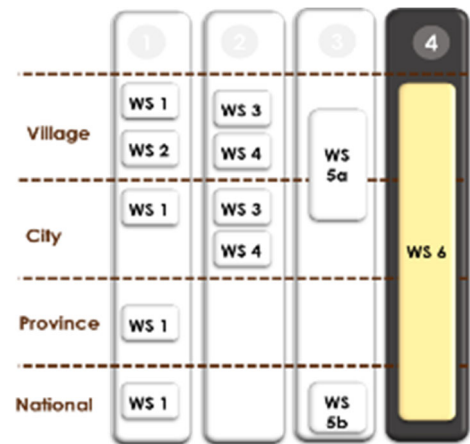 1 2 3 4
WS 1
WS 3
Village
WS 2
WS 4
WS
5a
WS 1
WS 3
City
WS 4
WS 6
Province
WS 1
National
WS 1
WS
5b